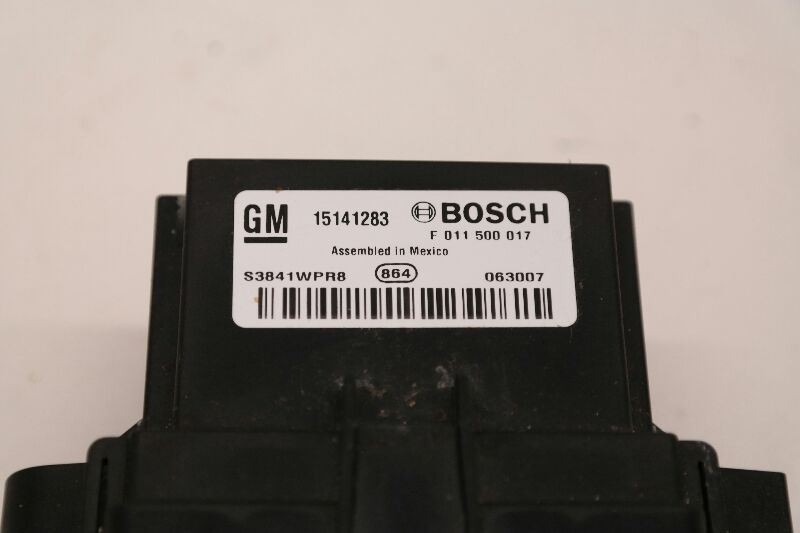 GM 15141283 BOSCH
F 011 500 017
Assembled in Mexico
S3841WPR8 864 063007